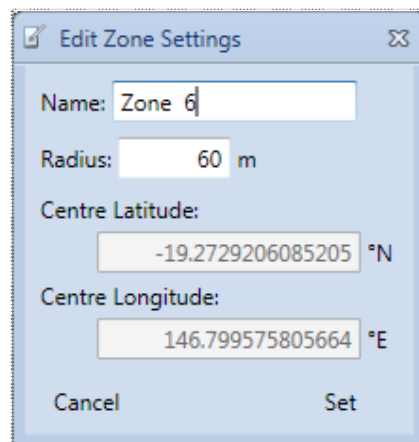 Edit Zone Settings
Name: Zone 6
Radius: 60 m
Centre Latitude:
-19.2729206085205 °N
Centre Longitude:
146.799575805664 °E
Cancel Set